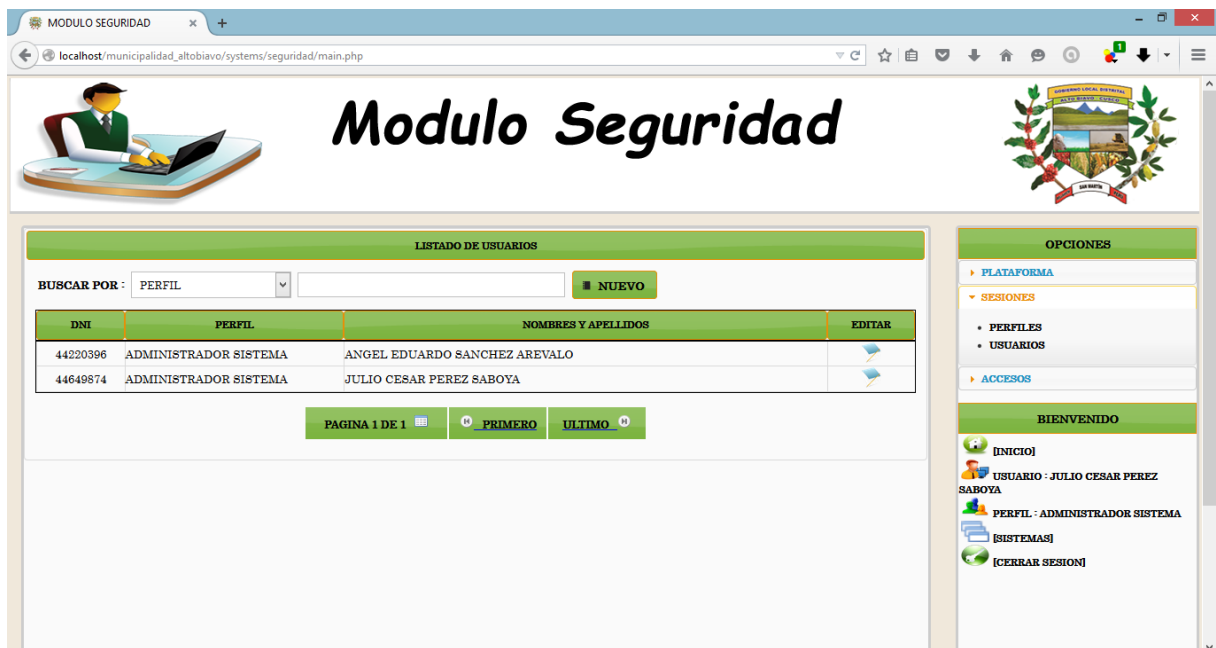 MODULO SEGURIDAD
localhost/municipalidad_altobiavo/systems/seguridad/main.php
1
Modulo Seguridad
SAN MARTIN
LISTADO DE USUARIOS
BUSCAR POR : PERFIL NUEVO
DNI PERFIL NOMBRES Y APELLIDOS EDITAR
44220396 ADMINISTRADOR SISTEMA ANGEL EDUARDO SANCHEZ AREVALO
44649874 ADMINISTRADOR SISTEMA JULIO CESAR PEREZ SABOYA
PAGINA 1 DE 1 PRIMERO ULTIMO
OPCIONES
PLATAFORMA
SESIONES
PERFILES
USUARIOS
ACCESOS
BIENVENIDO
[INICIO]
USUARIO : JULIO CESAR PEREZ
SABOYA
PERFIL : ADMINISTRADOR SISTEMA
[SISTEMAS]
[CERRAR SESION]